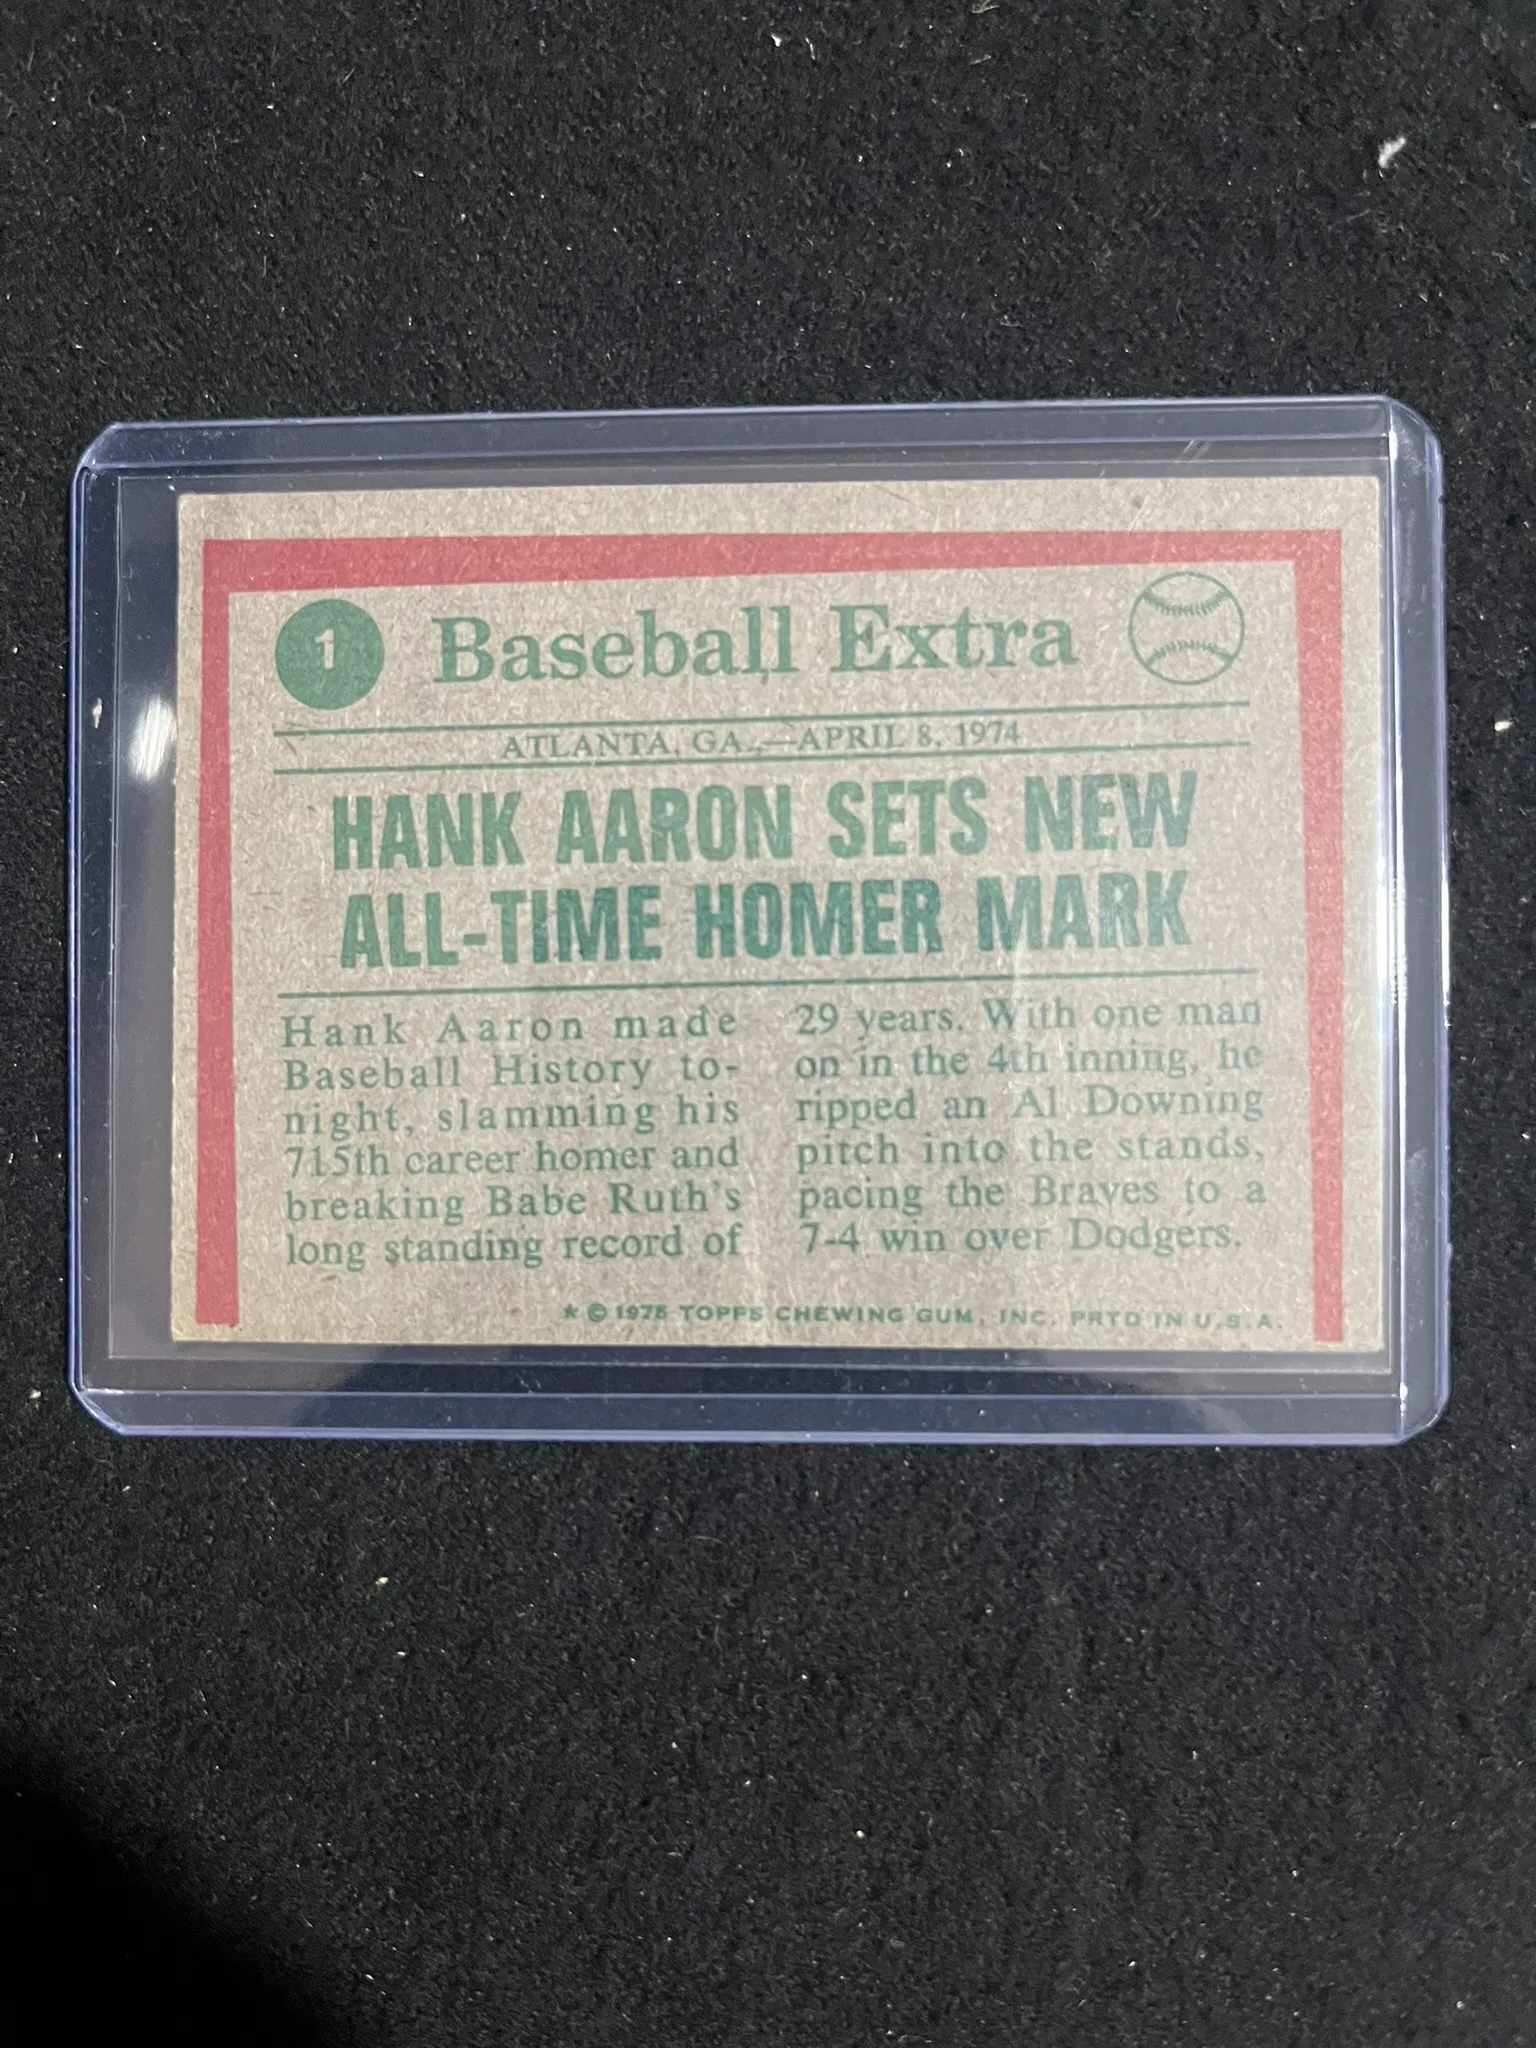 1 Baseball Extra
ATLANTA, GA.,—APRIL 8, 1974
HANK AARON SETS NEW
ALL-TIME HOMER MARK
Hank Aaron made
Baseball History to-
night, slamming his
715th career homer and
breaking Babe Ruth's
long standing record of
29 years. With one man
on in the 4th inning, he
ripped an Al Downing
pitch into the stands,
pacing the Braves to a
7-4 win over Dodgers.
* © 1975 TOPPS CHEWING GUM, INC. PRTD IN U.S.A.